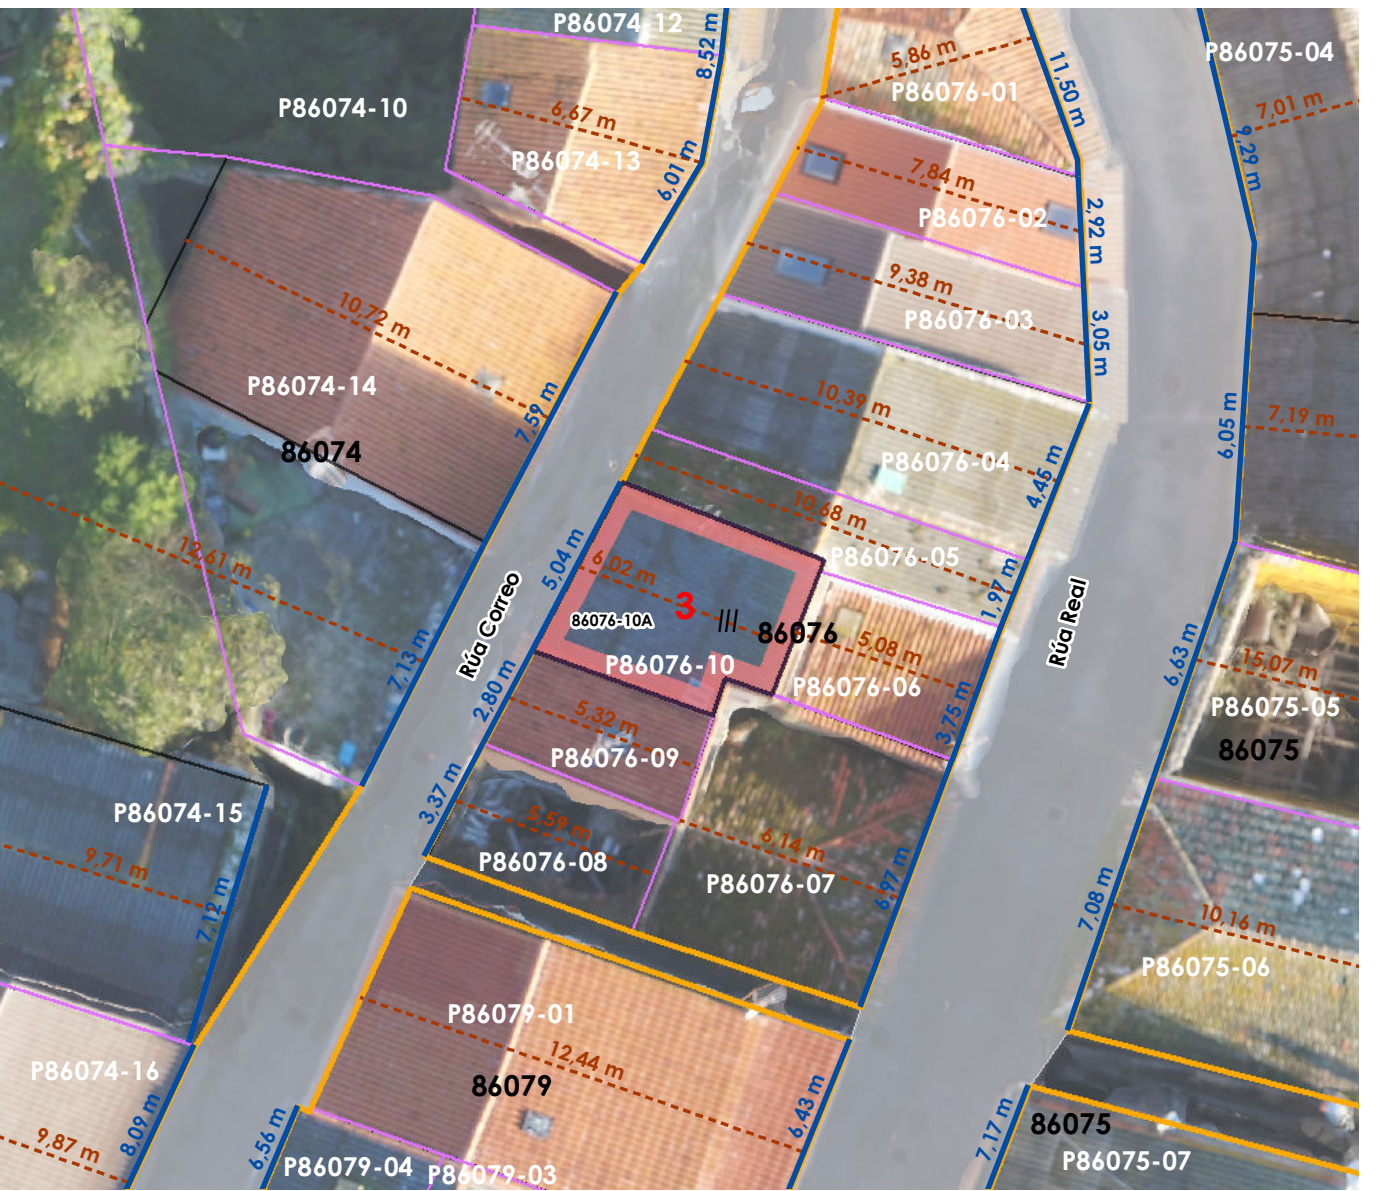 P86074-12
8,52 m
P86075-04
5,86 m
11,50 m
P86076-01
P86074-10
6,67 m
7,01 m
P86074-13
9,29 m
6,01 m
7,84 m
P86076-02
2,92 m
9,38 m
P86076-03
10,72 m
3,05 m
P86074-14
10,39 m
7,59 m
6,05 m
7,19 m
86074
P86076-04
4,45 m
10,68 m
12,61 m
P86076-05
5,04 m
6,02 m
1,97 m
3
86076-10A
III
86076
Rúa Correo
Rúa Real
5,08 m
7,13 m
P86076-10
6,63 m
15,07 m
P86076-06
2,80 m
3,75 m
P86075-05
5,32 m
86075
P86076-09
3,37 m
P86074-15
5,59 m
6,14 m
9,71 m
P86076-08
P86076-07
6,97 m
7,12 m
7,08 m
10,16 m
P86075-06
P86079-01
12,44 m
P86074-16
86079
8,09 m
6,43 m
86075
6,56 m
7,17 m
9,87 m
P86079-04
P86079-03
P86075-07